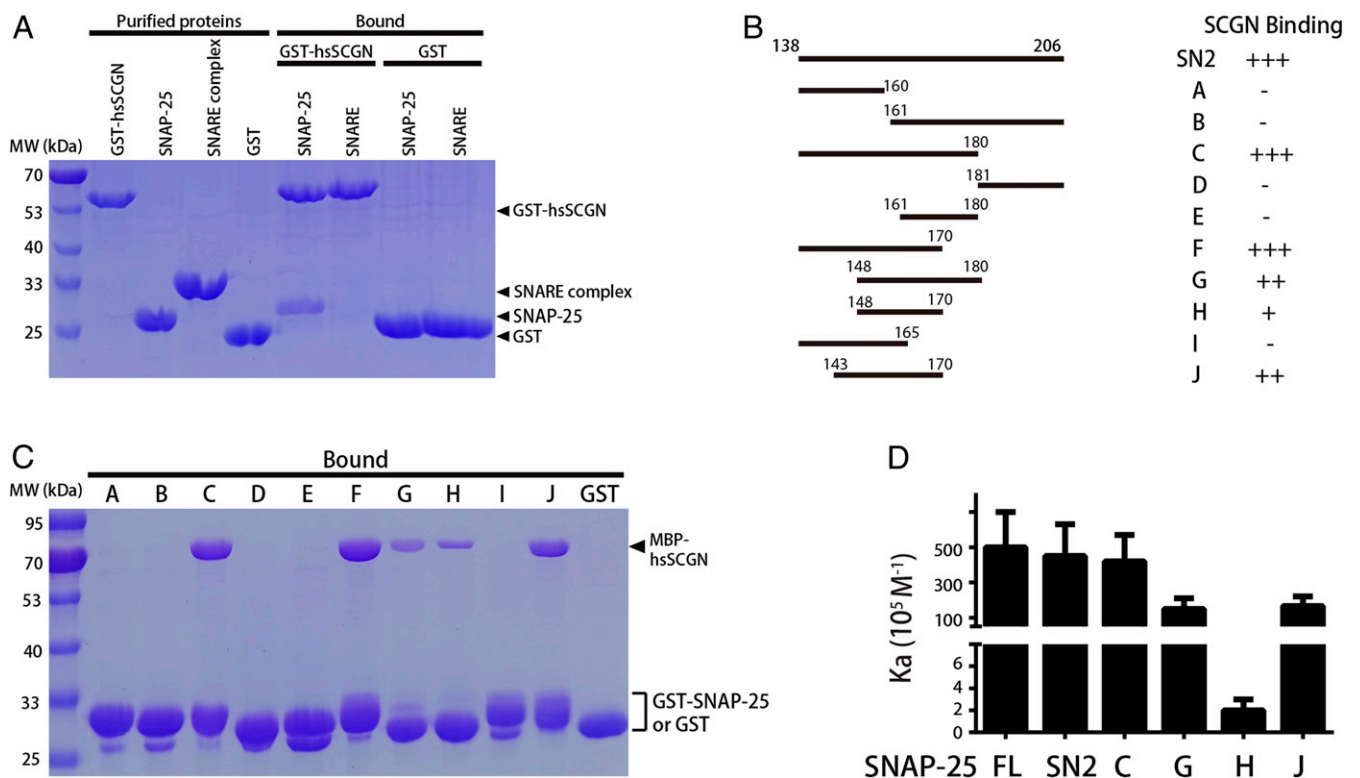 A
Purified proteins
Bound
GST-hsSCGN
GST
MW (kDa)
GST-hsSCGN
SNAP-25
SNARE complex
GST
SNAP-25
SNARE
SNAP-25
SNARE
70
53
40
33
25
GST-hsSCGN
SNARE complex
SNAP-25
GST
B
SCGN Binding
138 206
SN2 +++
160
A -
161
B -
180
C +++
181
D -
161 180
E -
170
F +++
148 180
G ++
148 170
H +
165
I -
143 170
J ++
C
Bound
MW (kDa)
A B C D E F G H I J GST
95
70
53
40
33
25
MBP-
hsSCGN
GST-SNAP-25
or GST
D
Ka (10⁵ M⁻¹)
500
300
100
6
4
2
0
SNAP-25 FL SN2 C G H J